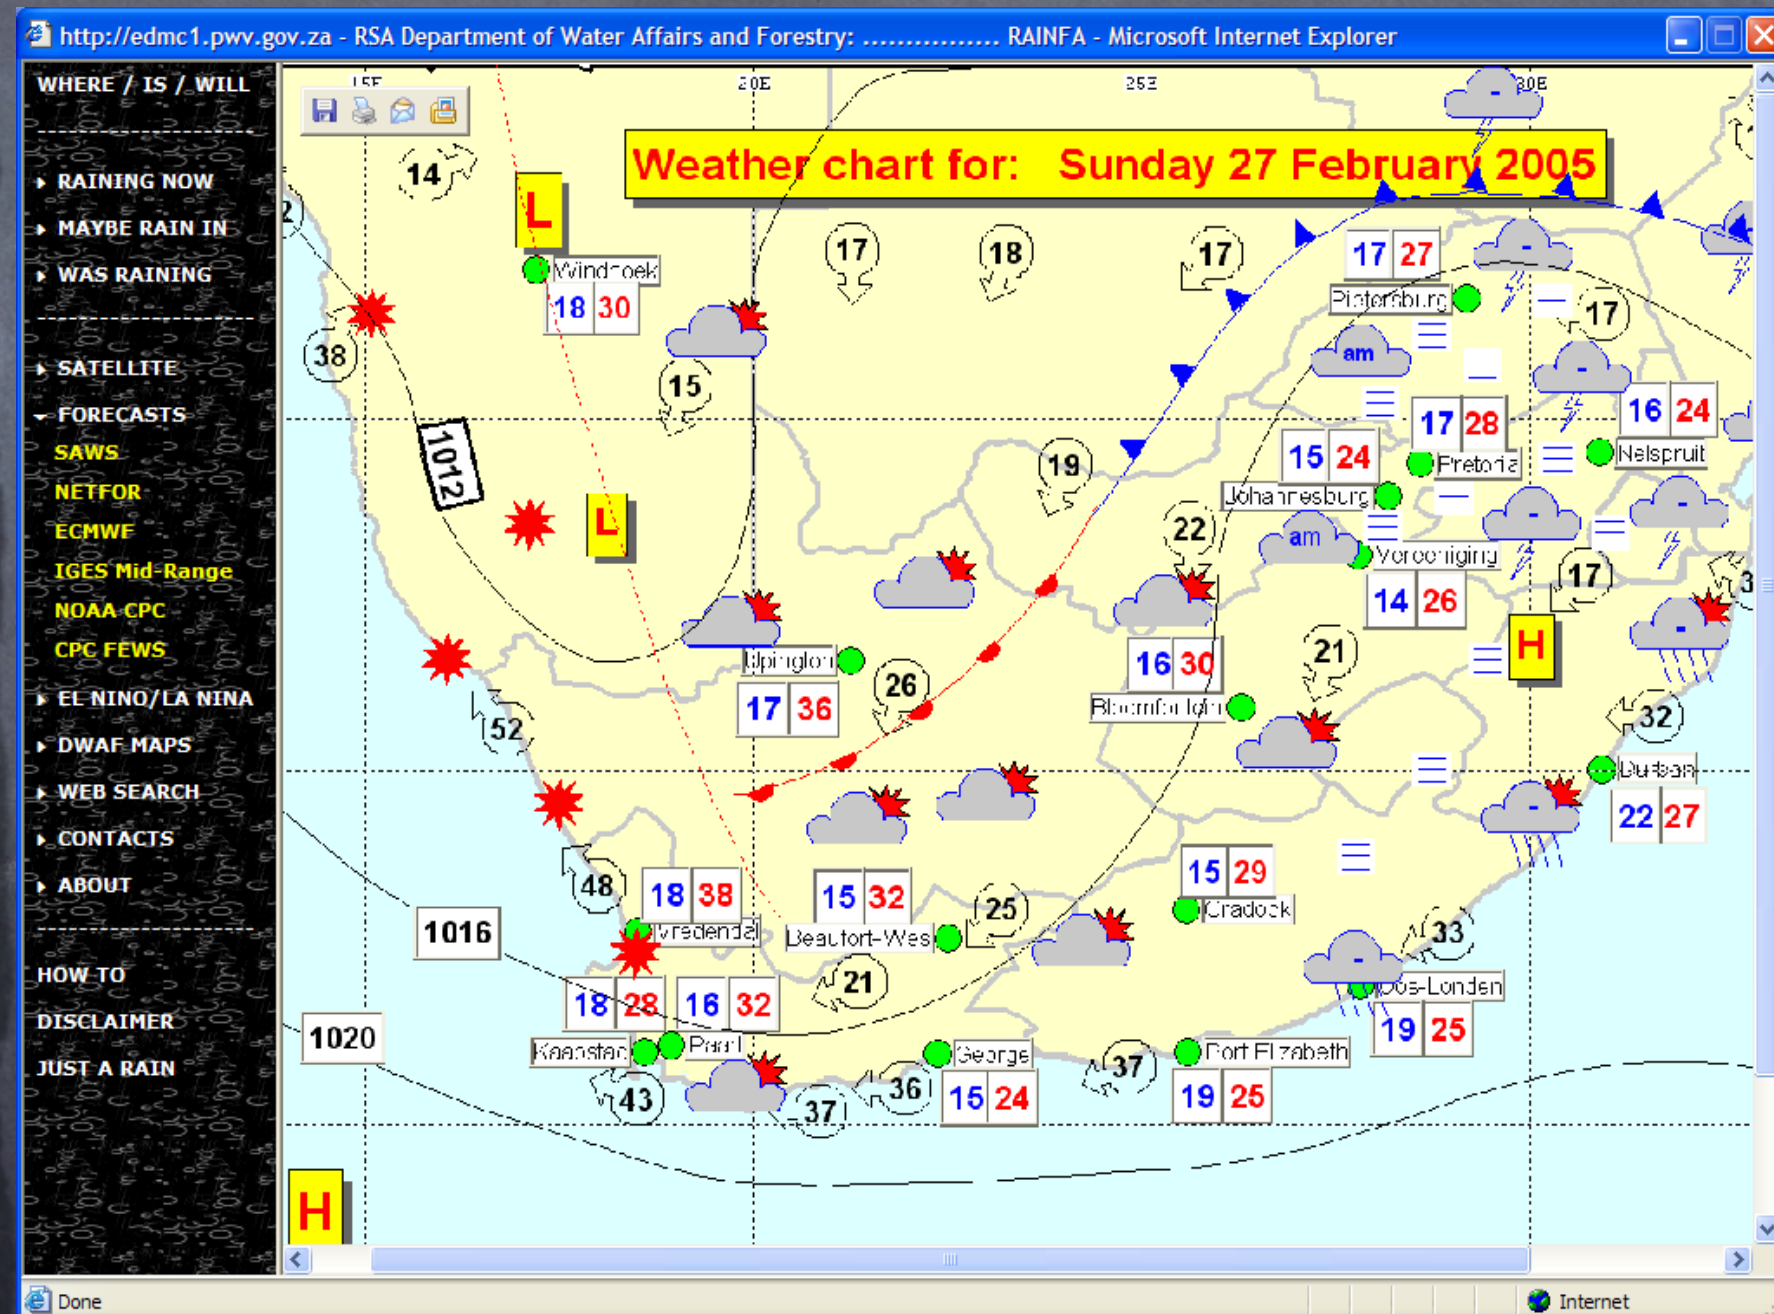 http://edmc1.pwv.gov.za - RSA Department of Water Affairs and Forestry: ................ RAINFA - Microsoft Internet Explorer
WHERE / IS / WILL
RAINING NOW
MAYBE RAIN IN
WAS RAINING
SATELLITE
FORECASTS
SAWS
NETFOR
ECMWF
IGES Mid-Range
NOAA CPC
CPC FEWS
EL NINO/LA NINA
DWAF MAPS
WEB SEARCH
CONTACTS
ABOUT
HOW TO
DISCLAIMER
JUST A RAIN
15E 20E 25E 30E
Weather chart for: Sunday 27 February 2005
14
L
17 18 17
17 27
Windhoek
18 30
Pietersburg
17
38
am
15
16 24
17 28
1012
15 24
Pretoria
Nelspruit
19
Johannesburg
L
22
am
Vereeniging
17
14 26
H
Upington
16 30
21
17 36
26
Bloemfontein
52
32
Durban
22 27
48
18 38
15 32
15 29
25
Cradock
1016
Vredendal
Beaufort-Wes
33
21
Oos-Londen
18 28
16 32
19 25
1020
Kaapstad
Paarl
George
37
Port Elizabeth
43
37
36
15 24
19 25
H
Done
Internet